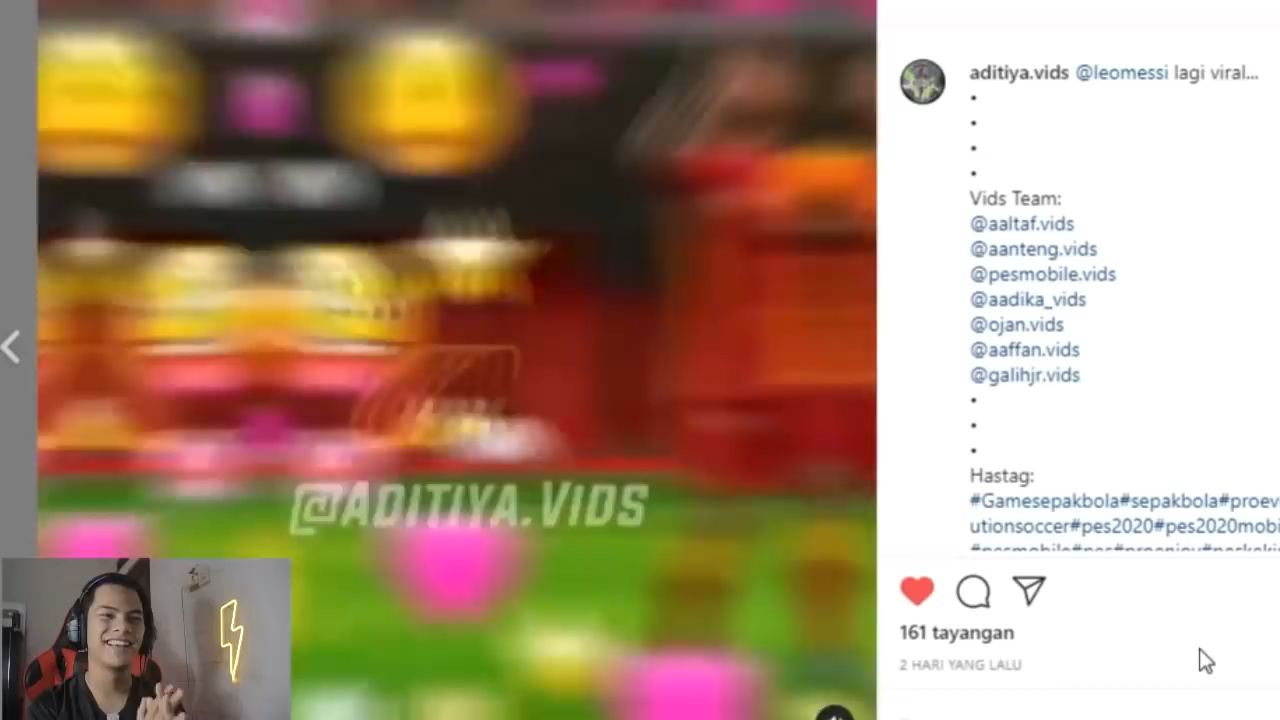 aditiya.vids @leomessi lagi viral...
•
•
•
•
Vids Team:
@aaltaf.vids
@aanteng.vids
@pesmobile.vids
@aadika_vids
@ojan.vids
@aaffan.vids
@galihjr.vids
•
•
•
Hastag:
#Gamesepakbola#sepakbola#proev
utionsoccer#pes2020#pes2020mobi
@ADITIYA.VIDS
161 tayangan
2 HARI YANG LALU